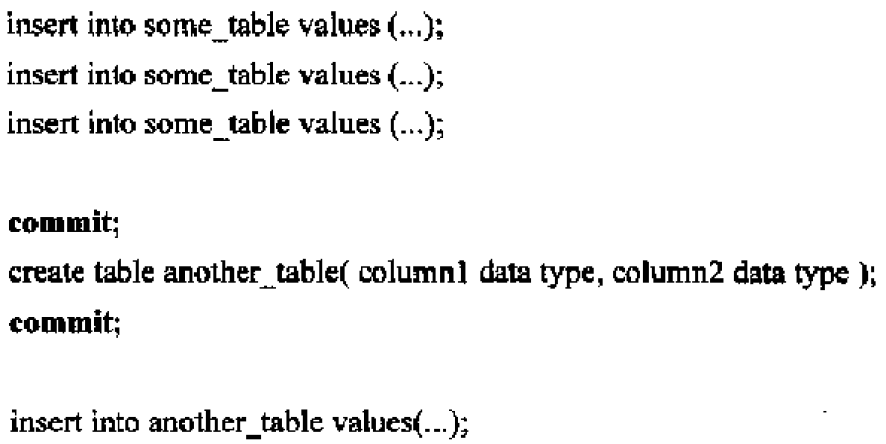 insert into some_table values (...);
insert into some_table values (...);
insert into some_table values (...);
commit;
create table another_table( column1 data type, column2 data type );
commit;
insert into another_table values(...);